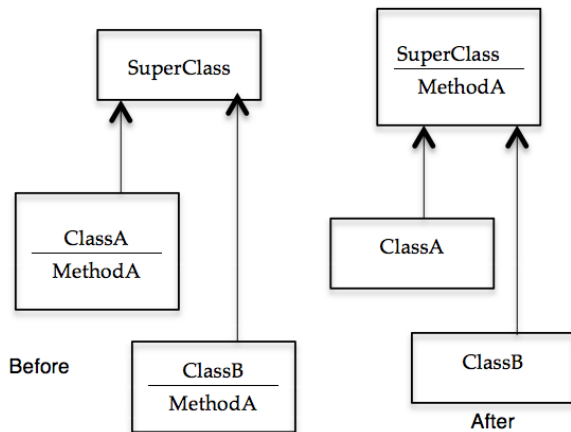 SuperClass
ClassA
MethodA
ClassB
MethodA
Before
SuperClass
MethodA
ClassA
ClassB
After